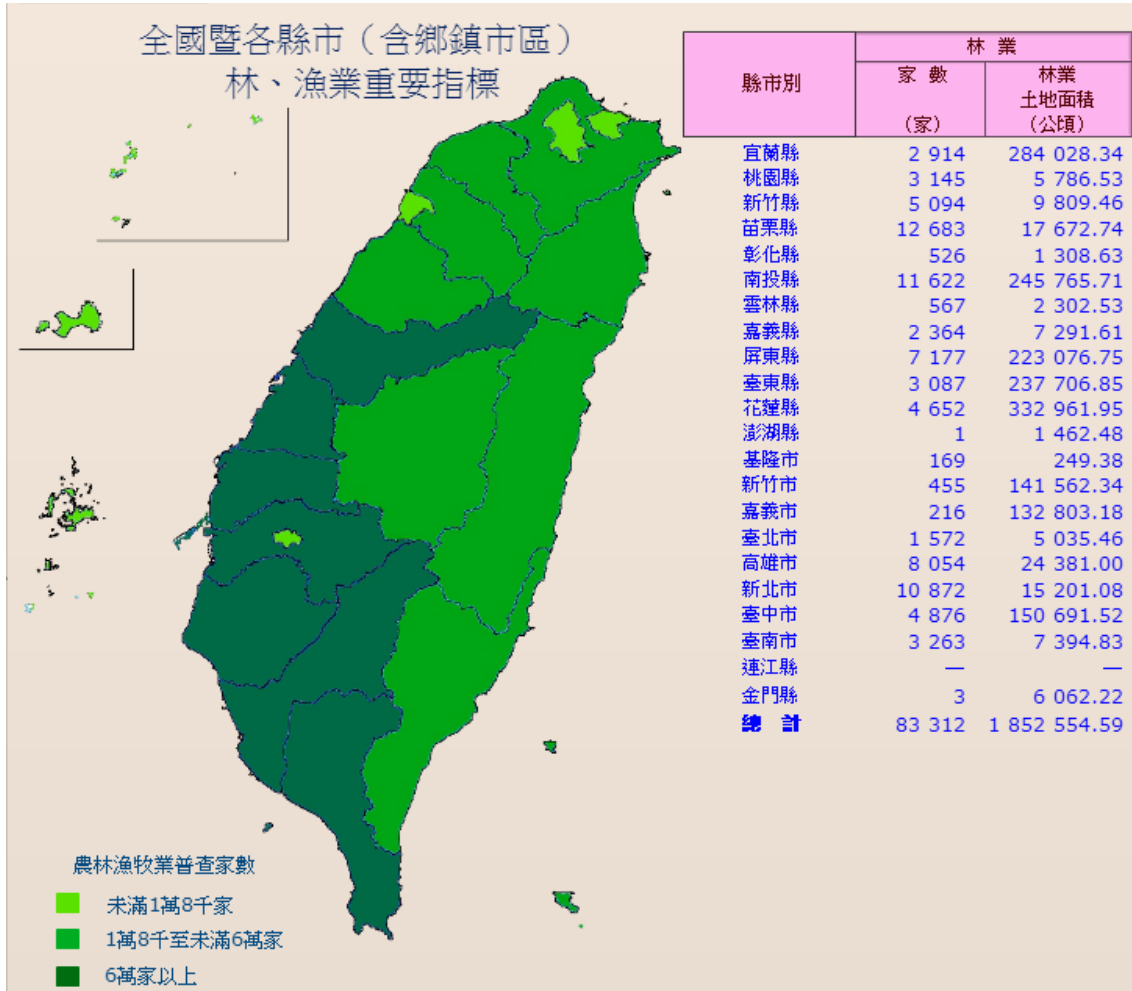 全國暨各縣市（含鄉鎮市區）
林、漁業重要指標
縣市別
林 業
家 數
（家）
林業
土地面積
（公頃）
宜蘭縣 2 914 284 028.34
桃園縣 3 145 5 786.53
新竹縣 5 094 9 809.46
苗栗縣 12 683 17 672.74
彰化縣 526 1 308.63
南投縣 11 622 245 765.71
雲林縣 567 2 302.53
嘉義縣 2 364 7 291.61
屏東縣 7 177 223 076.75
臺東縣 3 087 237 706.85
花蓮縣 4 652 332 961.95
澎湖縣 1 1 462.48
基隆市 169 249.38
新竹市 455 141 562.34
嘉義市 216 132 803.18
臺北市 1 572 5 035.46
高雄市 8 054 24 381.00
新北市 10 872 15 201.08
臺中市 4 876 150 691.52
臺南市 3 263 7 394.83
連江縣 — —
金門縣 3 6 062.22
總 計 83 312 1 852 554.59
農林漁牧業普查家數
未滿1萬8千家
1萬8千至未滿6萬家
6萬家以上